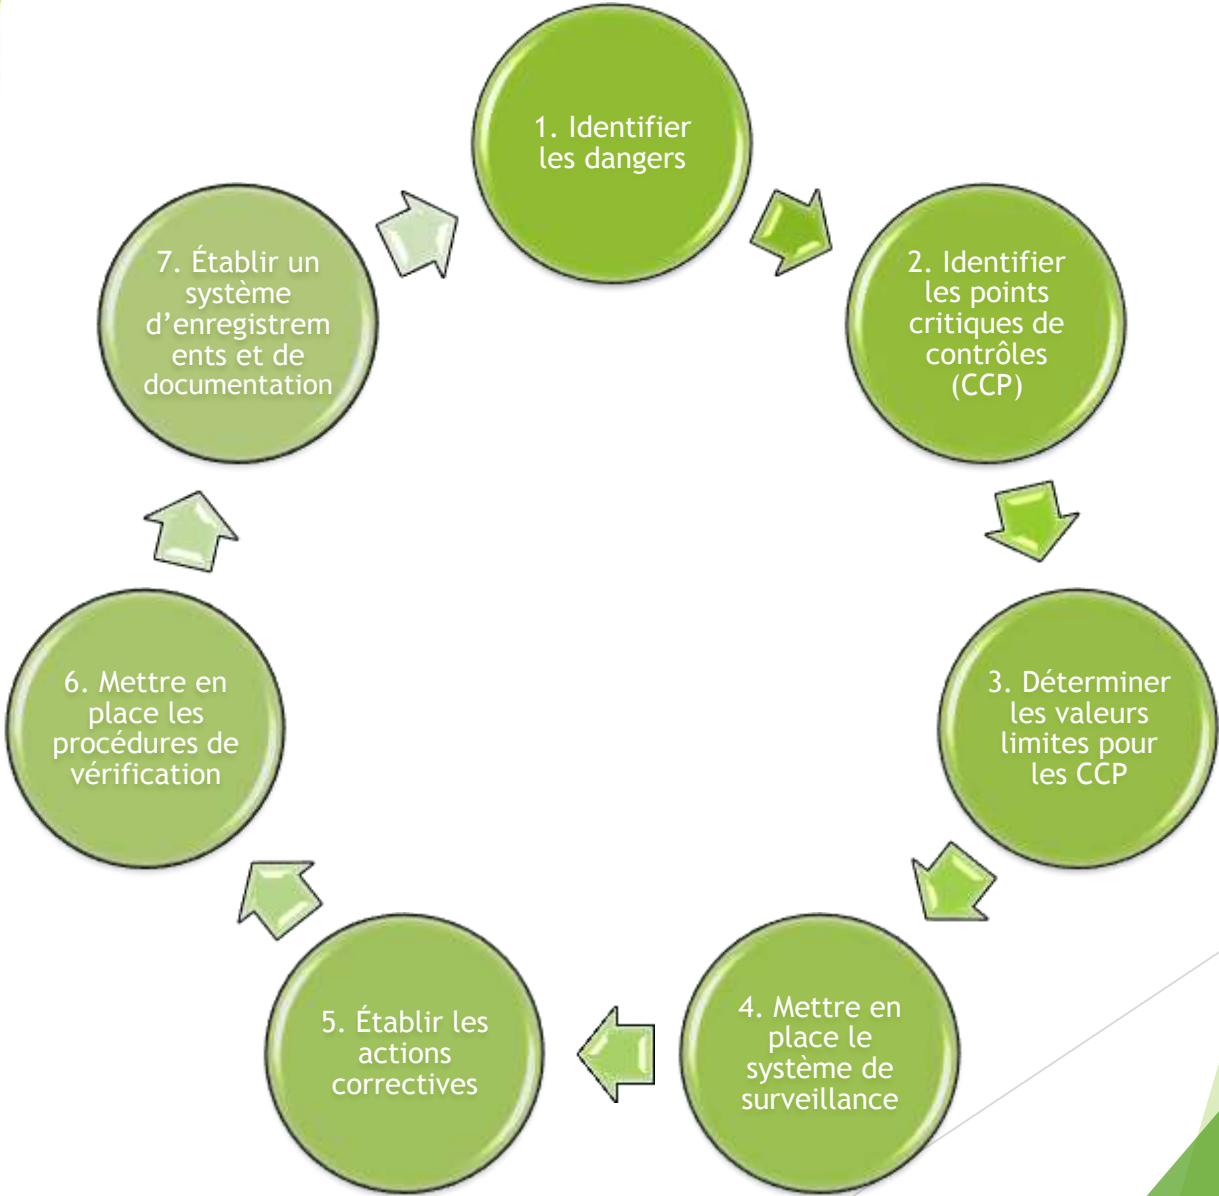 1. Identifier
les dangers
2. Identifier
les points
critiques de
contrôles
(CCP)
3. Déterminer
les valeurs
limites pour
les CCP
4. Mettre en
place le
système de
surveillance
5. Établir les
actions
correctives
6. Mettre en
place les
procédures de
vérification
7. Établir un
système
d’enregistrem
ents et de
documentation